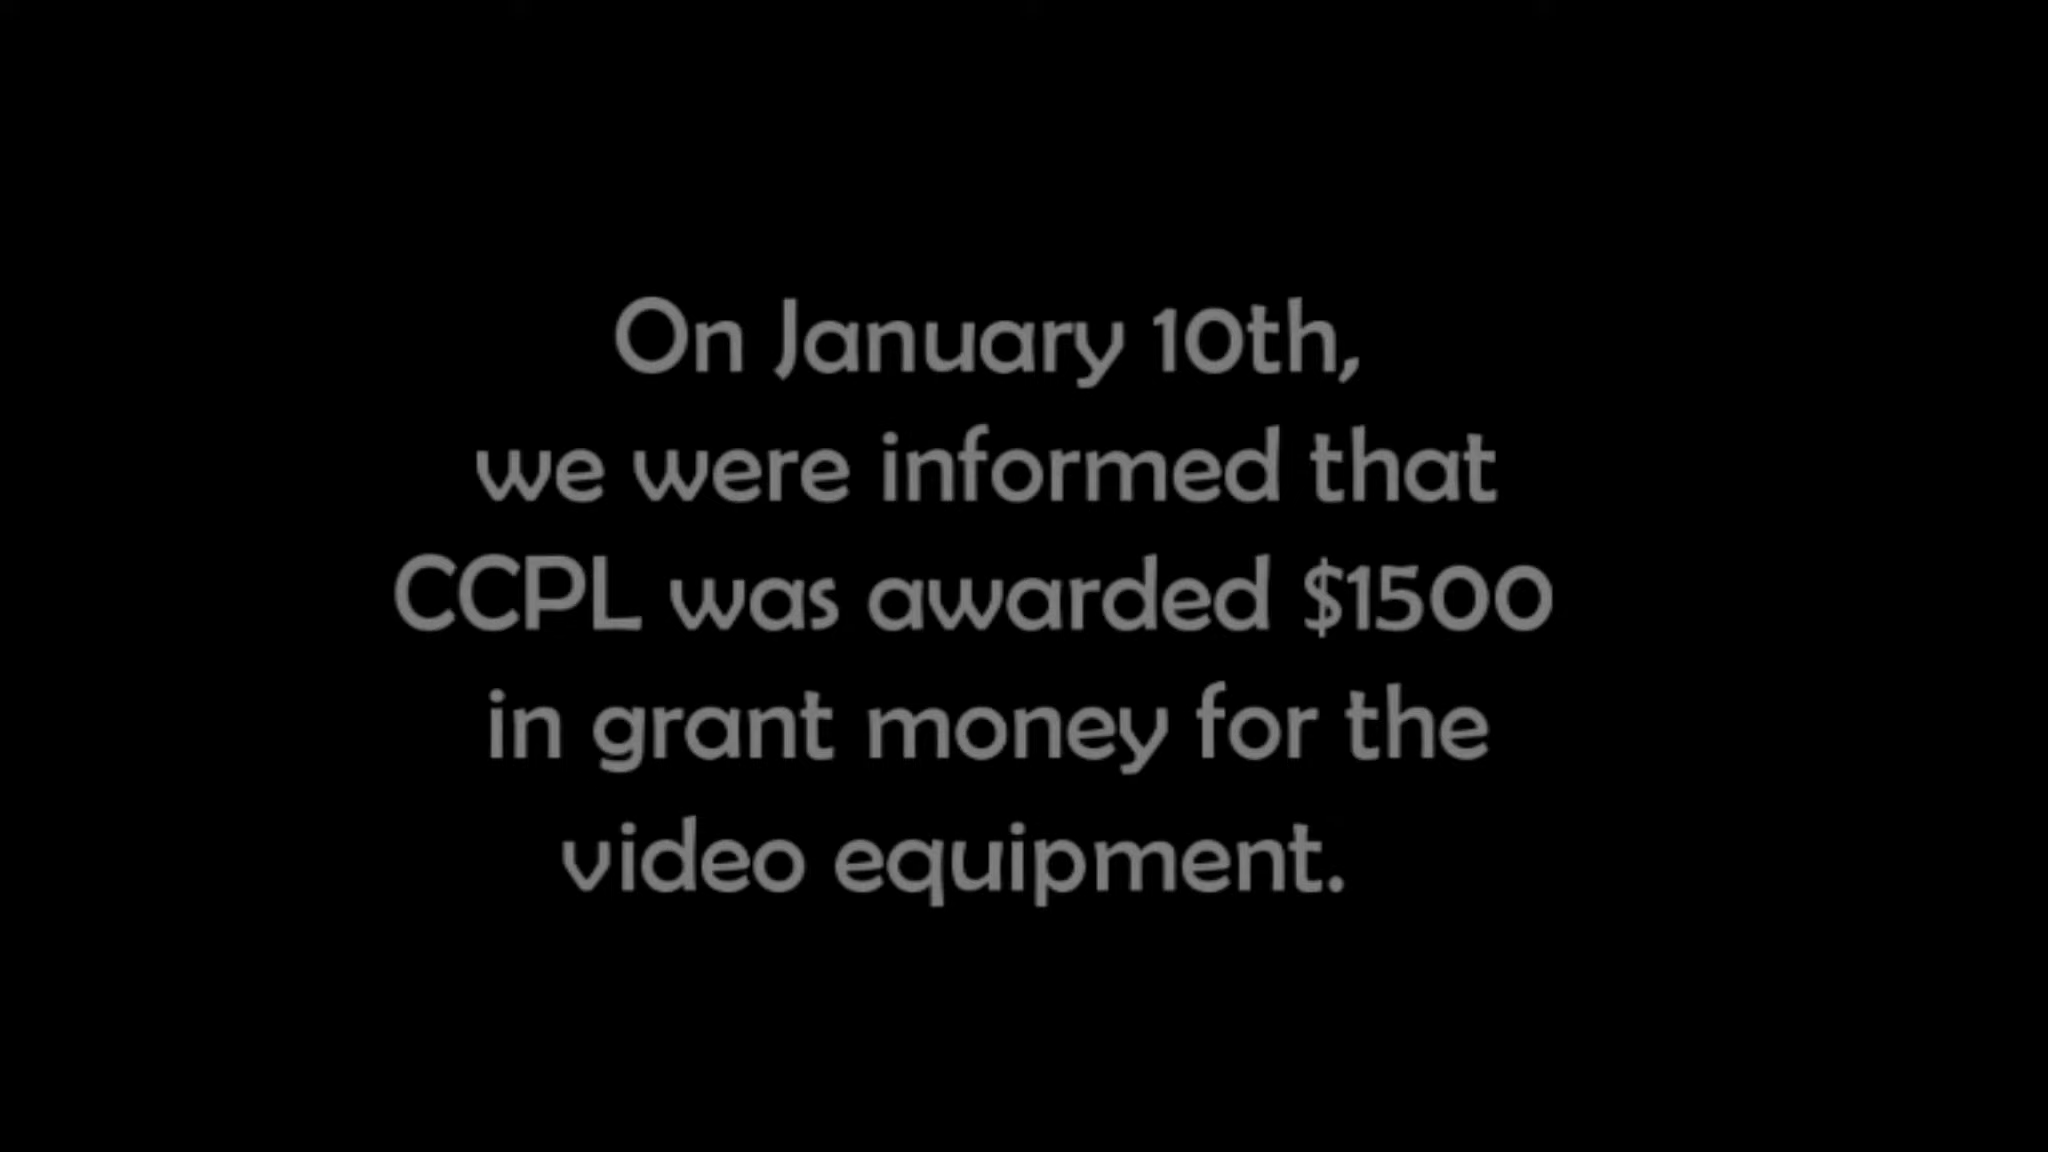 On January 10th,
we were informed that
CCPL was awarded $1500
in grant money for the
video equipment.